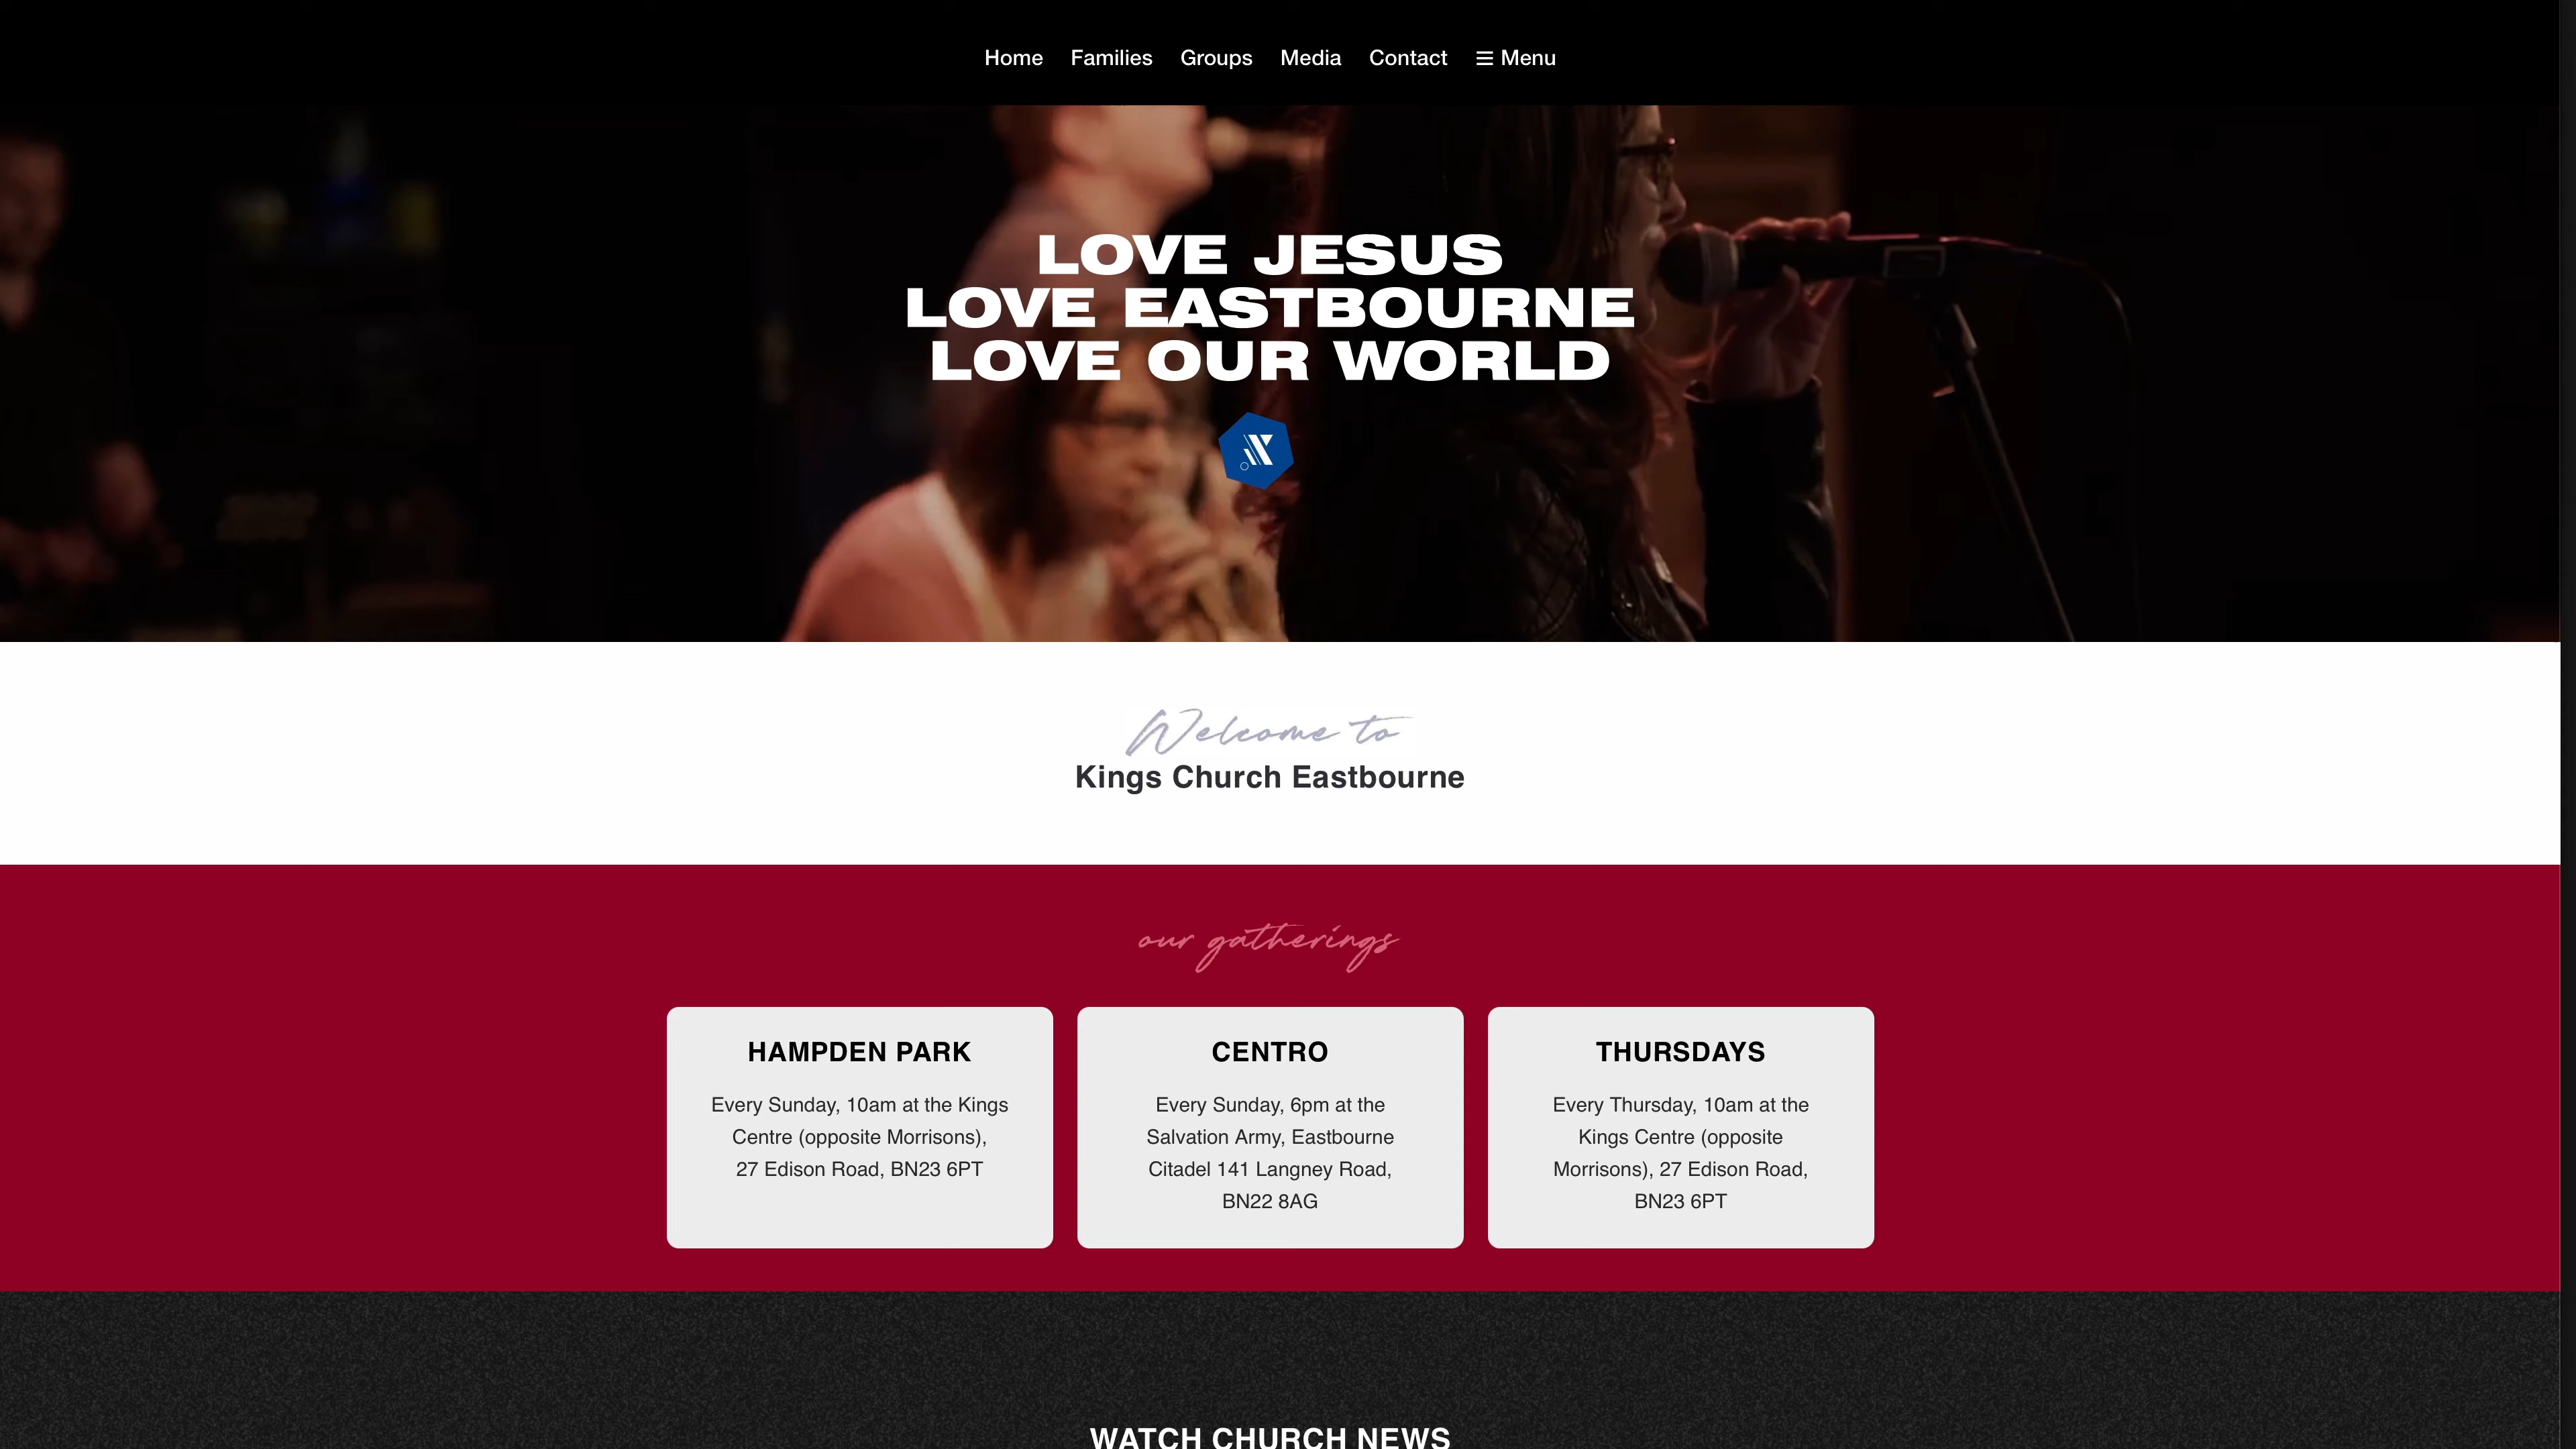 Home Families Groups Media Contact Menu
LOVE JESUS
LOVE EASTBOURNE
LOVE OUR WORLD
Welcome to
Kings Church Eastbourne
our gatherings
HAMPDEN PARK
Every Sunday, 10am at the Kings
Centre (opposite Morrisons),
27 Edison Road, BN23 6PT
CENTRO
Every Sunday, 6pm at the
Salvation Army, Eastbourne
Citadel 141 Langney Road,
BN22 8AG
THURSDAYS
Every Thursday, 10am at the
Kings Centre (opposite
Morrisons), 27 Edison Road,
BN23 6PT
WATCH CHURCH NEWS